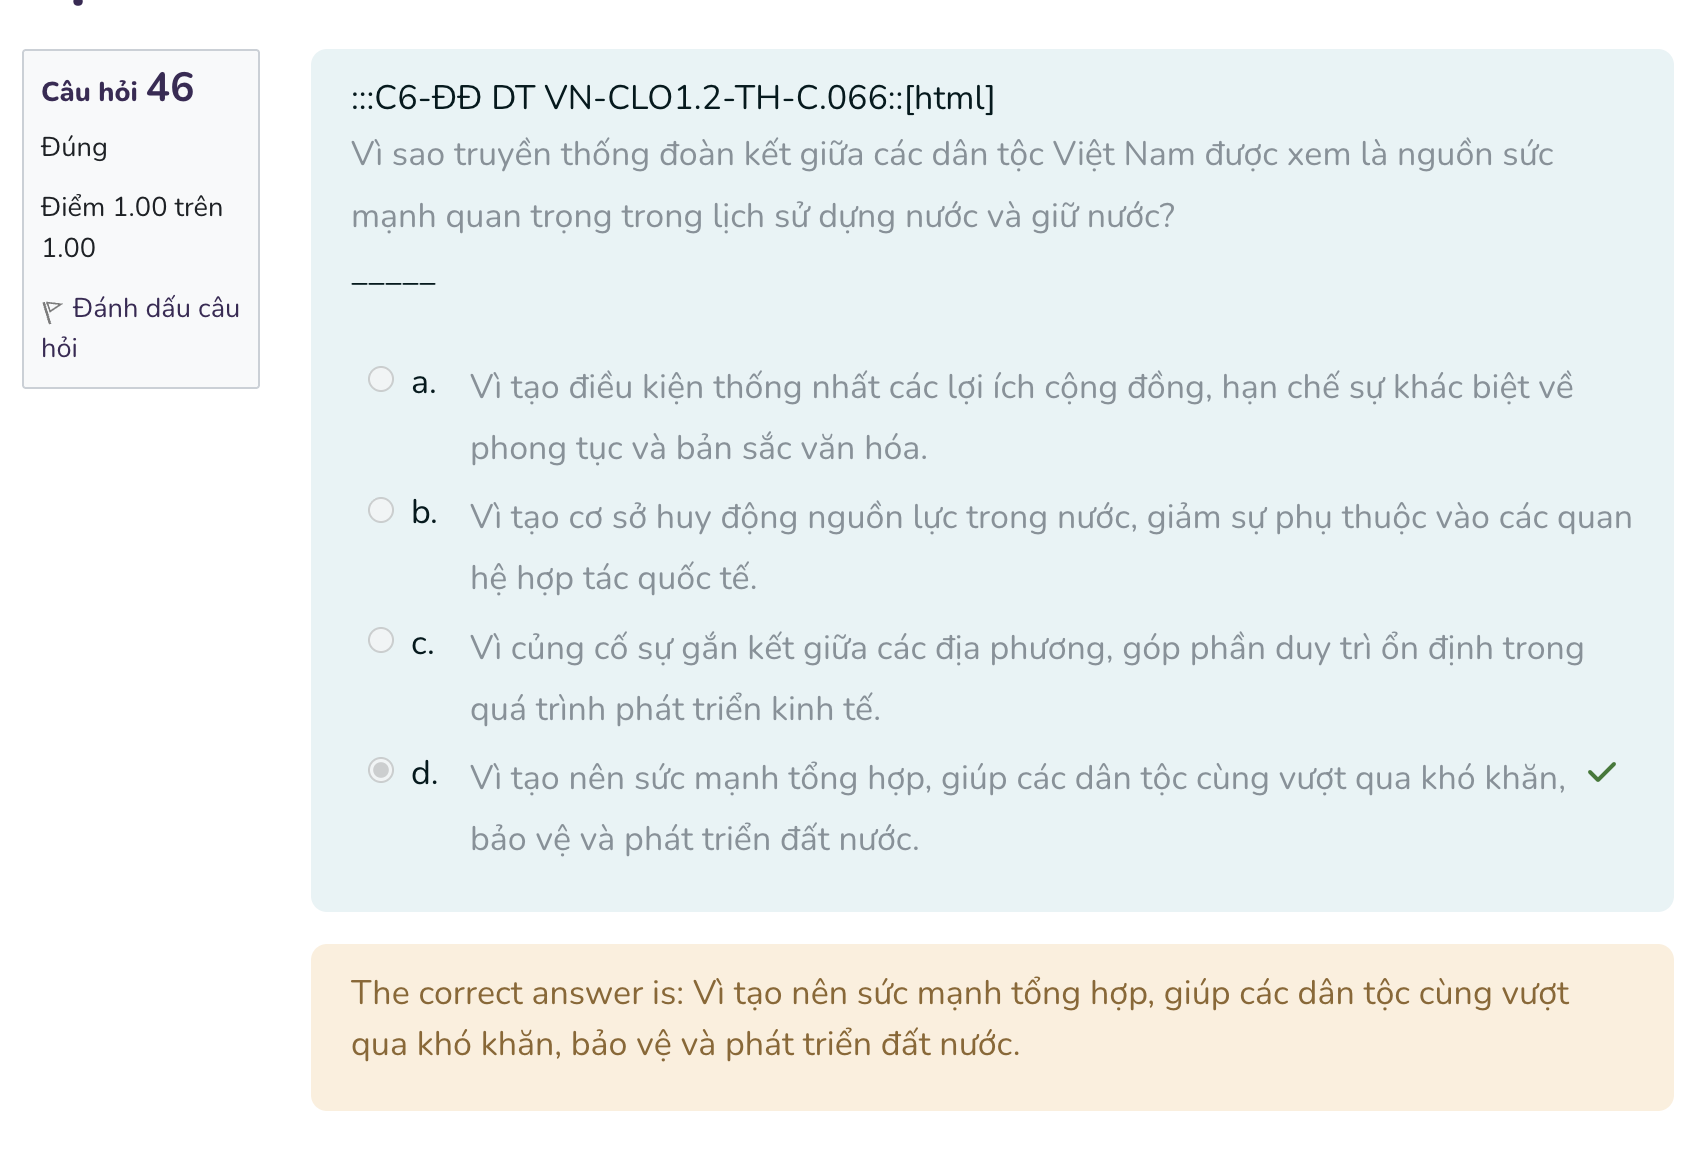 Câu hỏi 46
Đúng
Điểm 1.00 trên
1.00
Đánh dấu câu
hỏi
:::C6-ĐĐ DT VN-CLO1.2-TH-C.066::[html]
Vì sao truyền thống đoàn kết giữa các dân tộc Việt Nam được xem là nguồn sức
mạnh quan trọng trong lịch sử dựng nước và giữ nước?
_____
a. Vì tạo điều kiện thống nhất các lợi ích cộng đồng, hạn chế sự khác biệt về
phong tục và bản sắc văn hóa.
b. Vì tạo cơ sở huy động nguồn lực trong nước, giảm sự phụ thuộc vào các quan
hệ hợp tác quốc tế.
c. Vì củng cố sự gắn kết giữa các địa phương, góp phần duy trì ổn định trong
quá trình phát triển kinh tế.
d. Vì tạo nên sức mạnh tổng hợp, giúp các dân tộc cùng vượt qua khó khăn,
bảo vệ và phát triển đất nước.
The correct answer is: Vì tạo nên sức mạnh tổng hợp, giúp các dân tộc cùng vượt
qua khó khăn, bảo vệ và phát triển đất nước.